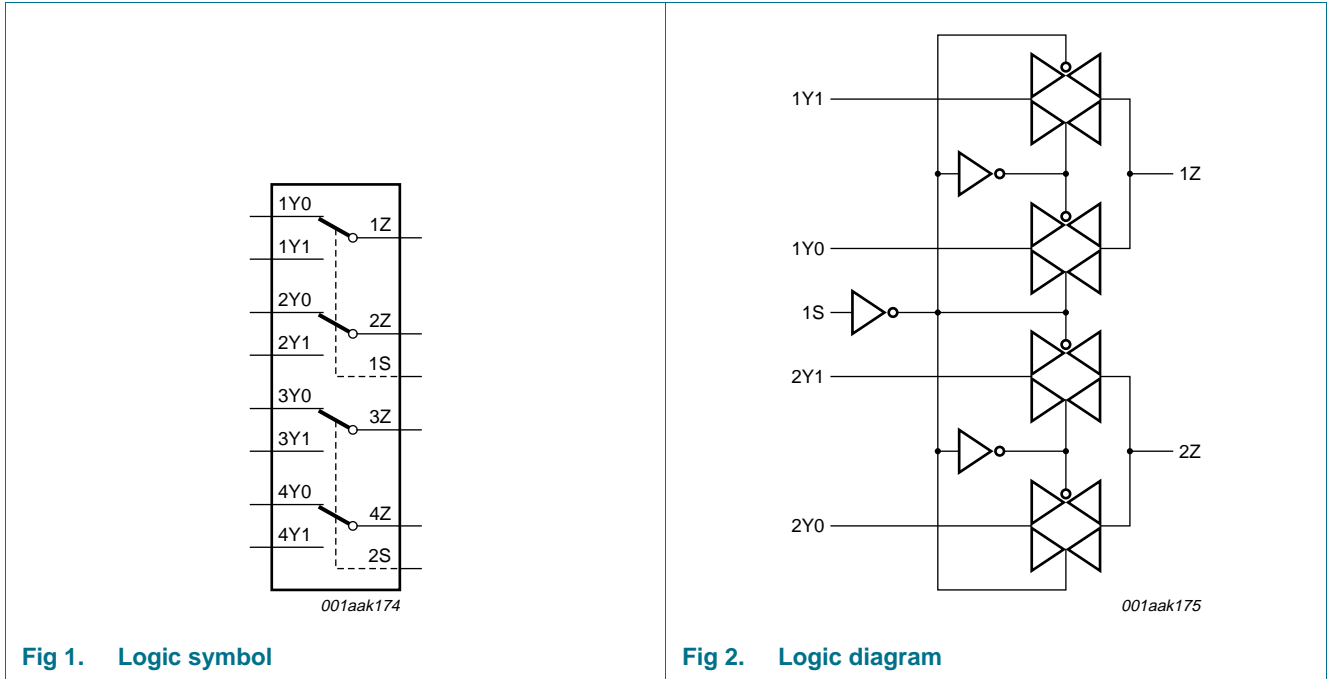 1Y0
1Z
1Y1
2Y0
2Z
2Y1
1S
3Y0
3Z
3Y1
4Y0
4Z
4Y1
2S
001aak174
Fig 1. Logic symbol
1Y1
1Z
1Y0
1S
2Y1
2Z
2Y0
001aak175
Fig 2. Logic diagram